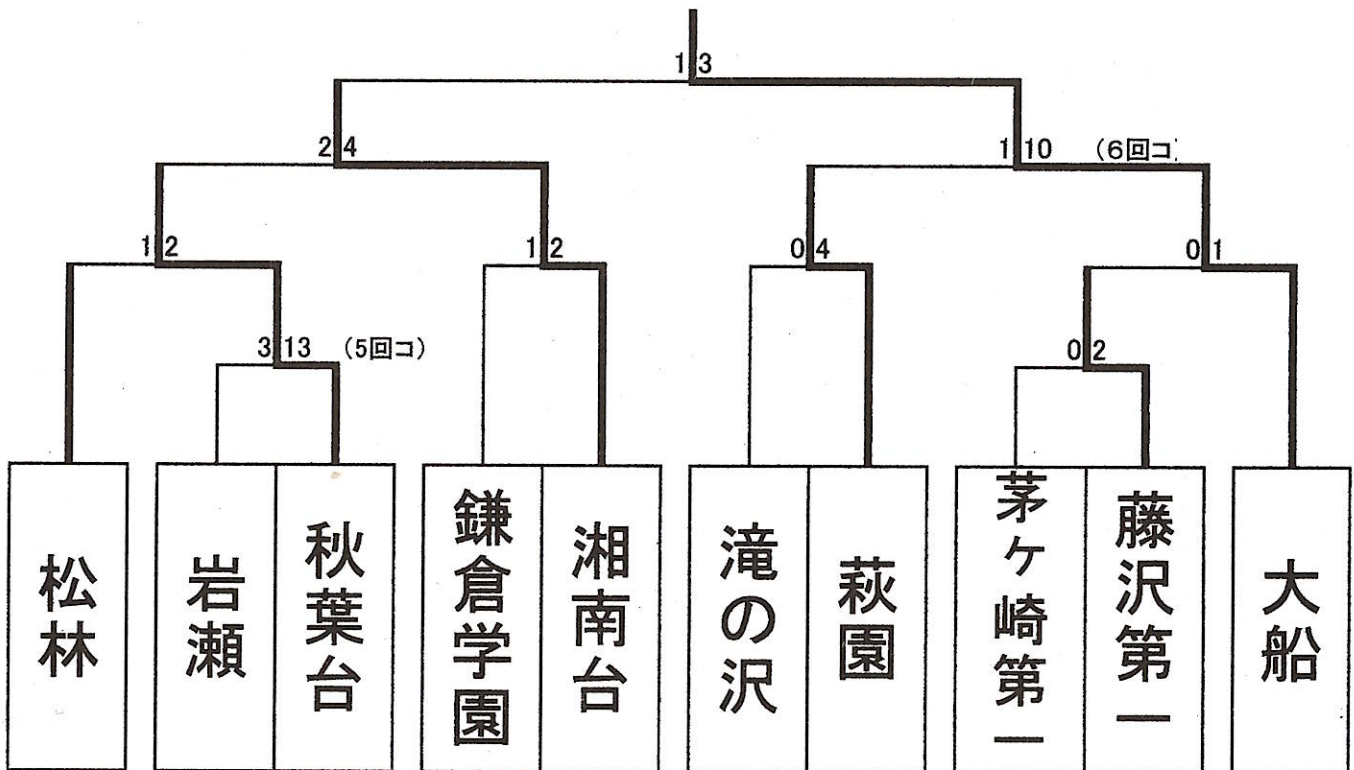 1 3
2 4
1 10 (6回コ
1 2
1 2
0 4
0 1
3 13 (5回コ)
0 2
松林
岩瀬
秋葉台
鎌倉学園
湘南台
滝の沢
萩園
茅ケ崎第一
藤沢第一
大船